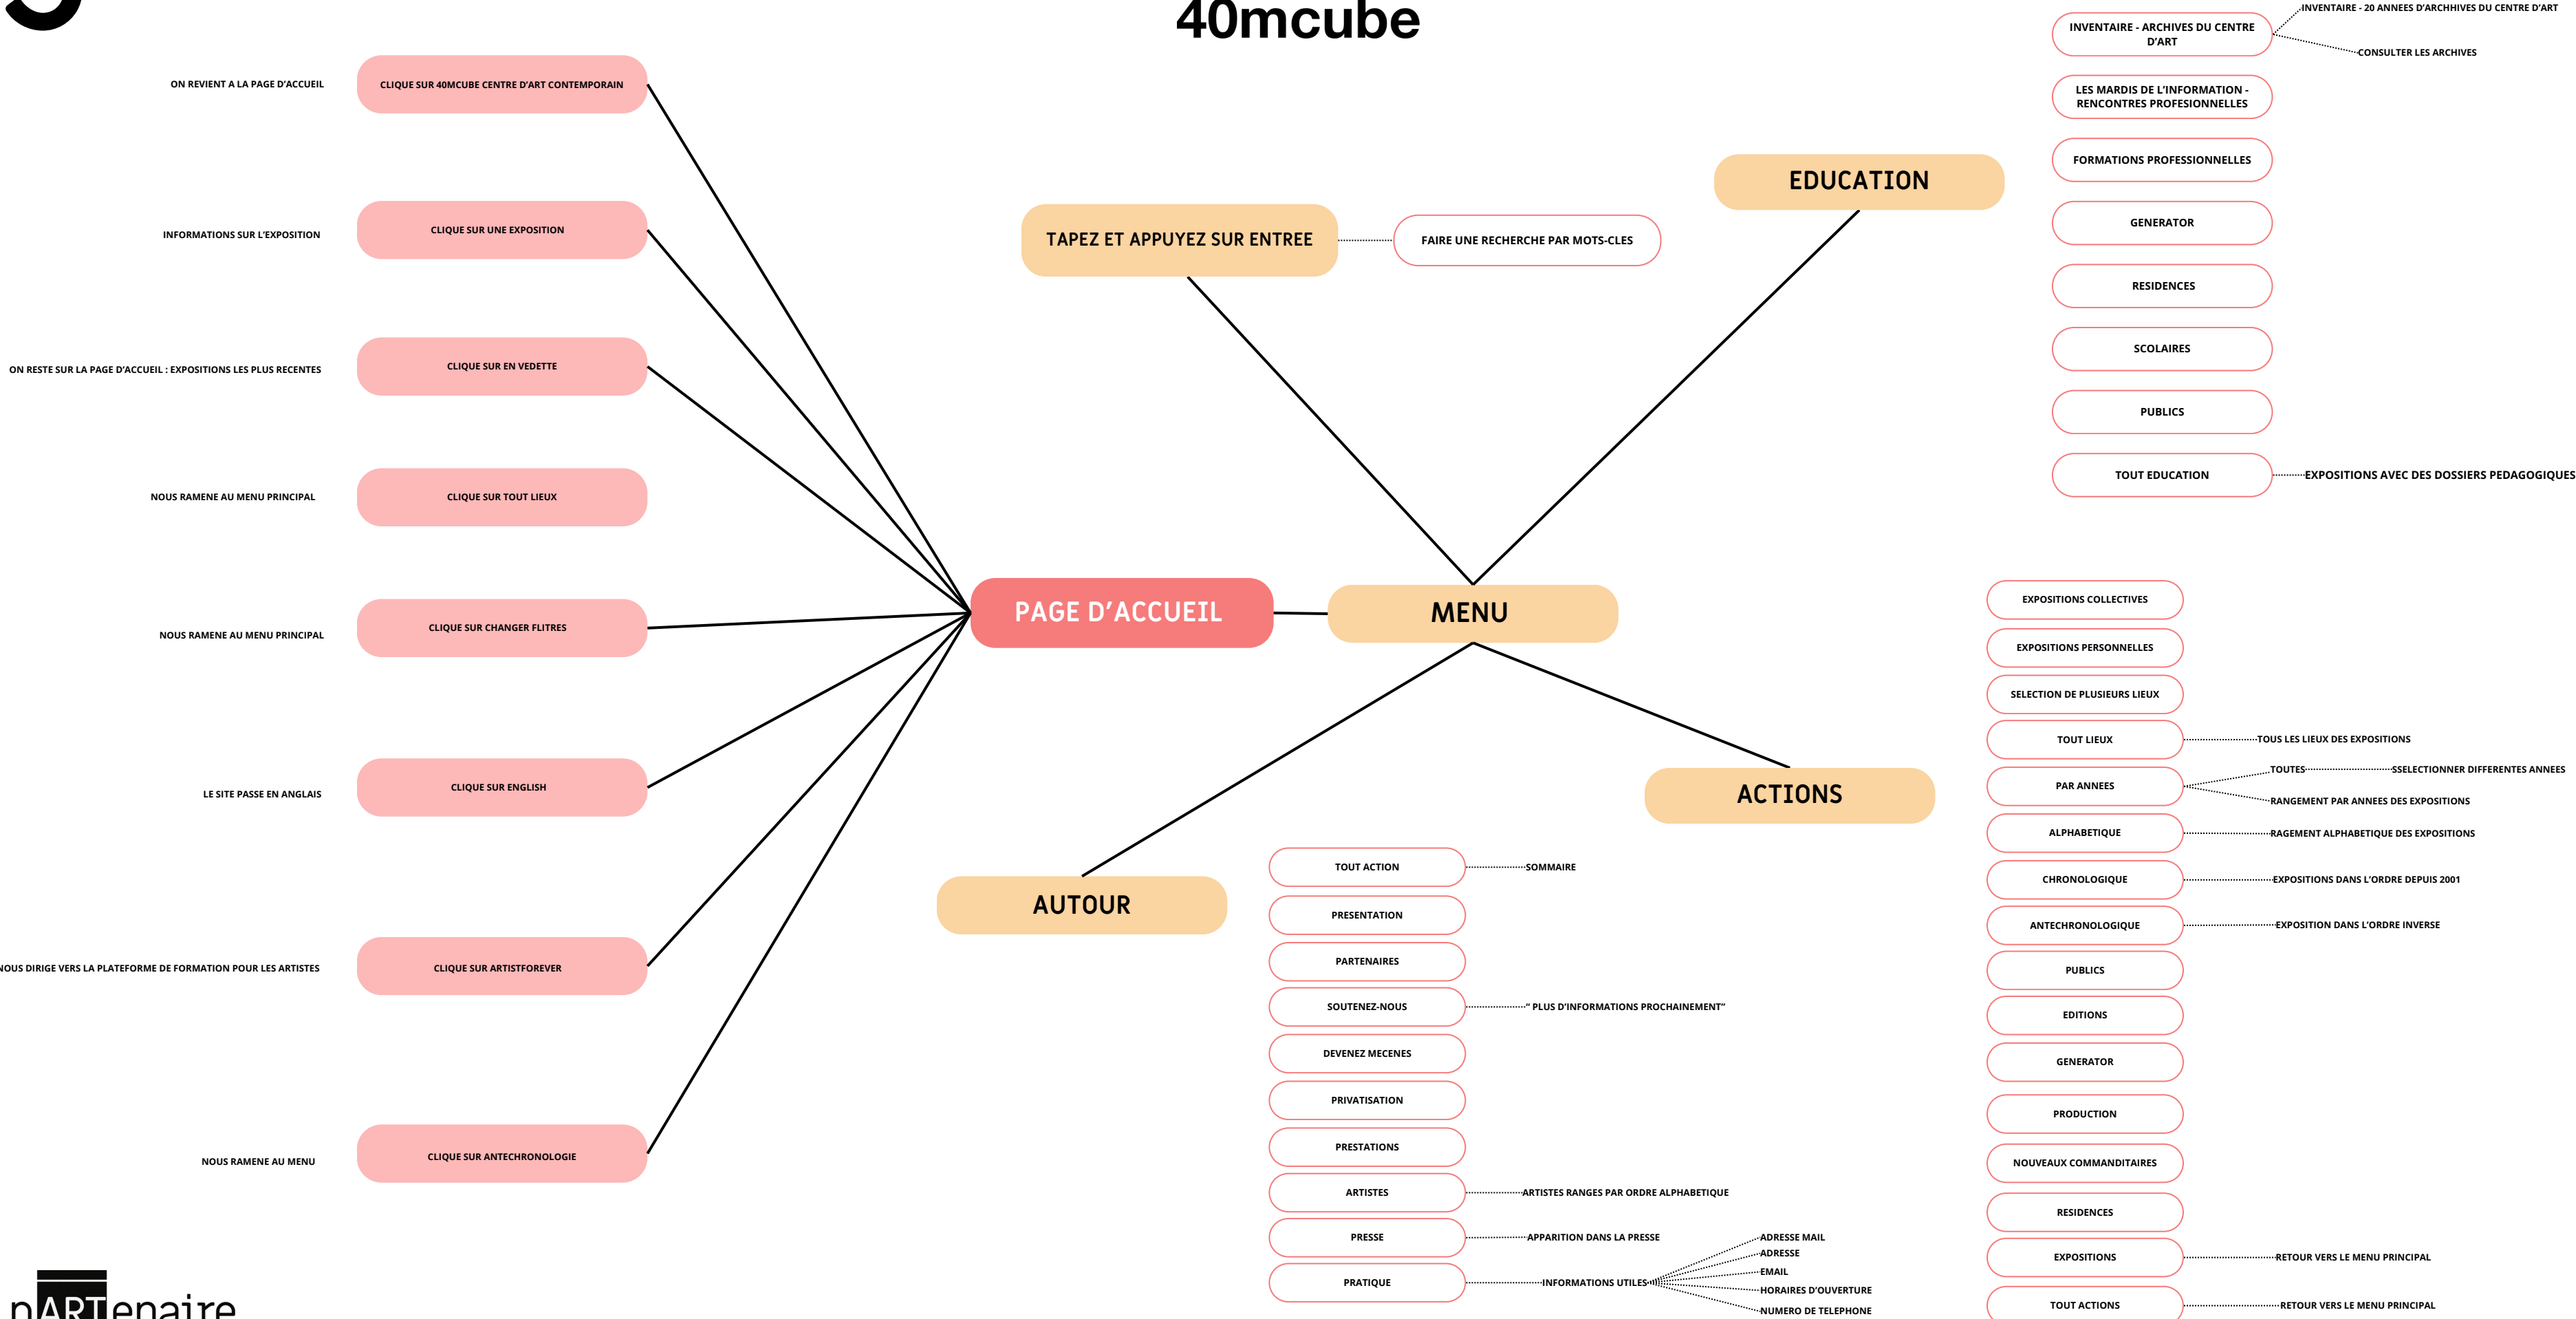 40mcube
ON REVIENT A LA PAGE D'ACCUEIL
CLIQUE SUR 40MCUBE CENTRE D'ART CONTEMPORAIN
INFORMATIONS SUR L'EXPOSITION
CLIQUE SUR UNE EXPOSITION
ON RESTE SUR LA PAGE D'ACCUEIL : EXPOSITIONS LES PLUS RECENTES
CLIQUE SUR EN VEDETTE
NOUS RAMENE AU MENU PRINCIPAL
CLIQUE SUR TOUT LIEUX
NOUS RAMENE AU MENU PRINCIPAL
CLIQUE SUR CHANGER FLITRES
LE SITE PASSE EN ANGLAIS
CLIQUE SUR ENGLISH
NOUS DIRIGE VERS LA PLATEFORME DE FORMATION POUR LES ARTISTES
CLIQUE SUR ARTISTFOREVER
NOUS RAMENE AU MENU
CLIQUE SUR ANTECHRONOLOGIE
pARTenaire
PAGE D'ACCUEIL
MENU
TAPEZ ET APPUYEZ SUR ENTREE
FAIRE UNE RECHERCHE PAR MOTS-CLES
EDUCATION
INVENTAIRE - ARCHIVES DU CENTRE
D'ART
INVENTAIRE - 20 ANNEES D'ARCHHIVES DU CENTRE D'ART
CONSULTER LES ARCHIVES
LES MARDIS DE L'INFORMATION -
RENCONTRES PROFESIONNELLES
FORMATIONS PROFESSIONNELLES
GENERATOR
RESIDENCES
SCOLAIRES
PUBLICS
TOUT EDUCATION
EXPOSITIONS AVEC DES DOSSIERS PEDAGOGIQUES
ACTIONS
EXPOSITIONS COLLECTIVES
EXPOSITIONS PERSONNELLES
SELECTION DE PLUSIEURS LIEUX
TOUT LIEUX
TOUS LES LIEUX DES EXPOSITIONS
PAR ANNEES
TOUTES
SSELECTIONNER DIFFERENTES ANNEES
RANGEMENT PAR ANNEES DES EXPOSITIONS
ALPHABETIQUE
RAGEMENT ALPHABETIQUE DES EXPOSITIONS
CHRONOLOGIQUE
EXPOSITIONS DANS L'ORDRE DEPUIS 2001
ANTECHRONOLOGIQUE
EXPOSITION DANS L'ORDRE INVERSE
PUBLICS
EDITIONS
GENERATOR
PRODUCTION
NOUVEAUX COMMANDITAIRES
RESIDENCES
EXPOSITIONS
RETOUR VERS LE MENU PRINCIPAL
TOUT ACTIONS
RETOUR VERS LE MENU PRINCIPAL
AUTOUR
TOUT ACTION
SOMMAIRE
PRESENTATION
PARTENAIRES
SOUTENEZ-NOUS
" PLUS D'INFORMATIONS PROCHAINEMENT"
DEVENEZ MECENES
PRIVATISATION
PRESTATIONS
ARTISTES
ARTISTES RANGES PAR ORDRE ALPHABETIQUE
PRESSE
APPARITION DANS LA PRESSE
PRATIQUE
INFORMATIONS UTILES
ADRESSE MAIL
ADRESSE
EMAIL
HORAIRES D'OUVERTURE
NUMERO DE TELEPHONE